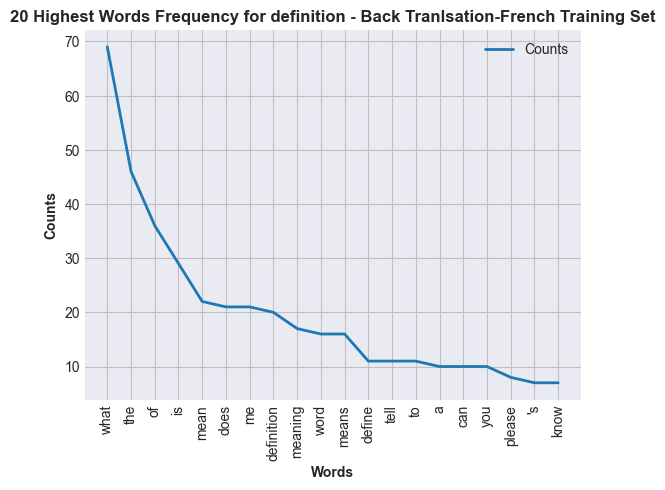 20 Highest Words Frequency for definition - Back Tranlsation-French Training Set
Counts
70
60
50
40
30
20
10
Counts
what
the
of
is
mean
does
me
definition
meaning
word
means
define
tell
to
a
can
you
please
's
know
Words